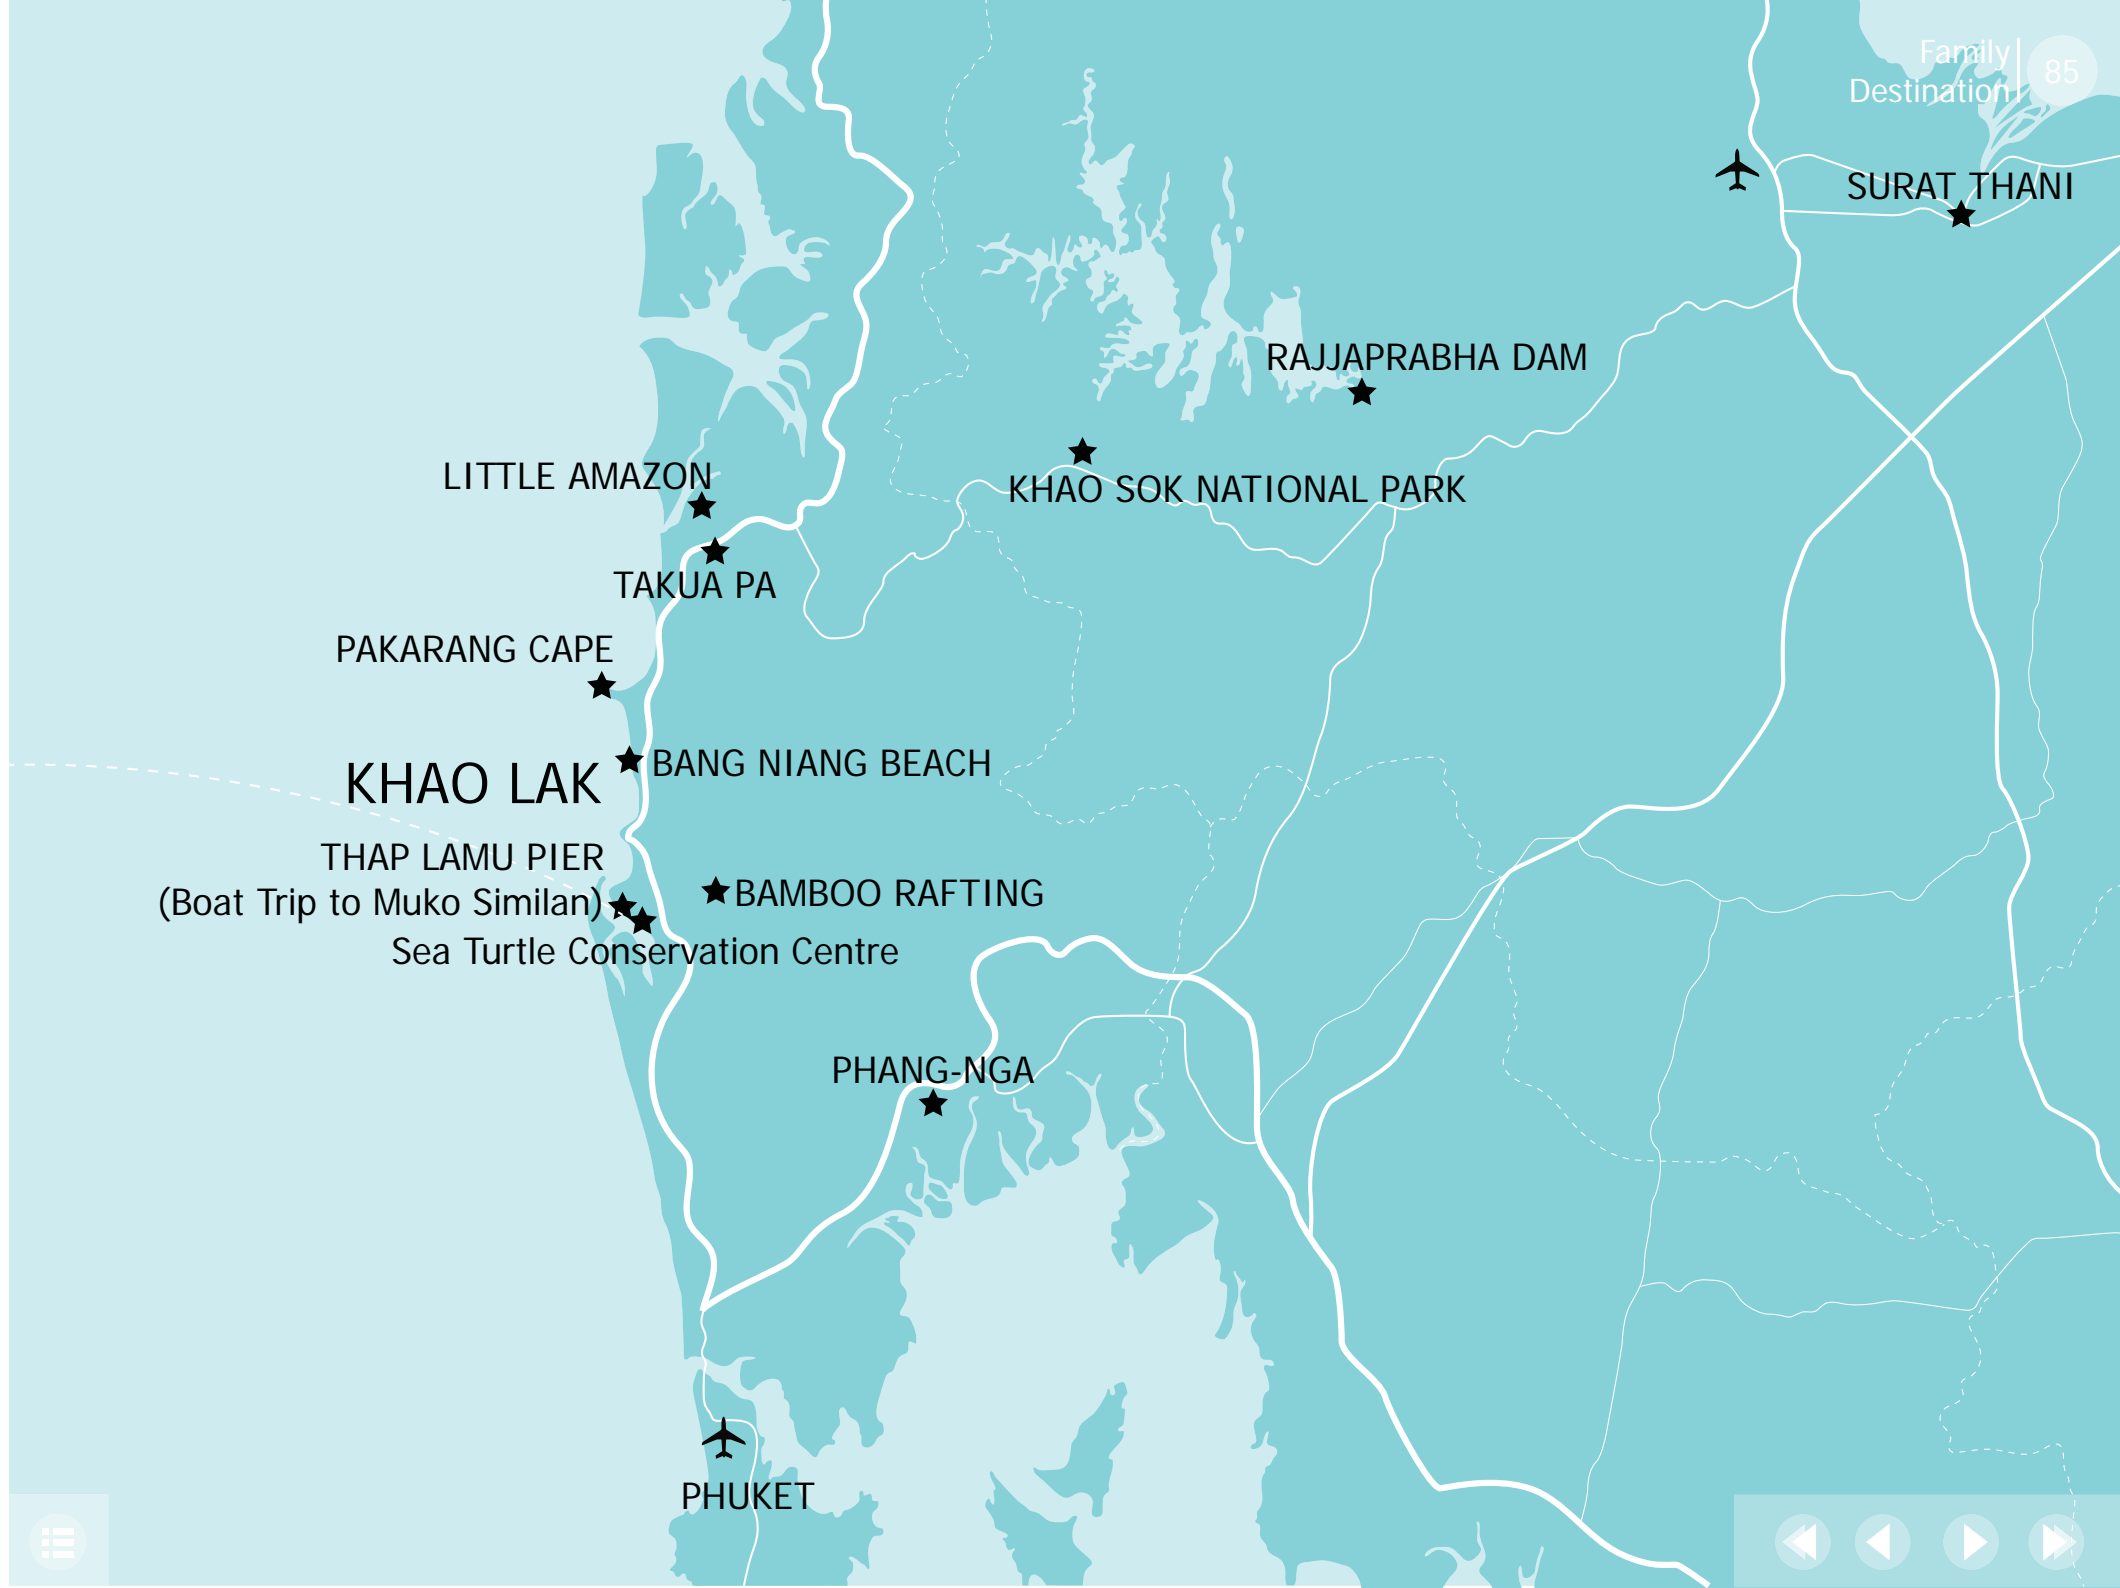 Family
Destination
85
SURAT THANI
RAJJAPRABHA DAM
KHAO SOK NATIONAL PARK
LITTLE AMAZON
TAKUA PA
PAKARANG CAPE
BANG NIANG BEACH
KHAO LAK
THAP LAMU PIER
(Boat Trip to Muko Similan)
BAMBOO RAFTING
Sea Turtle Conservation Centre
PHANG-NGA
PHUKET